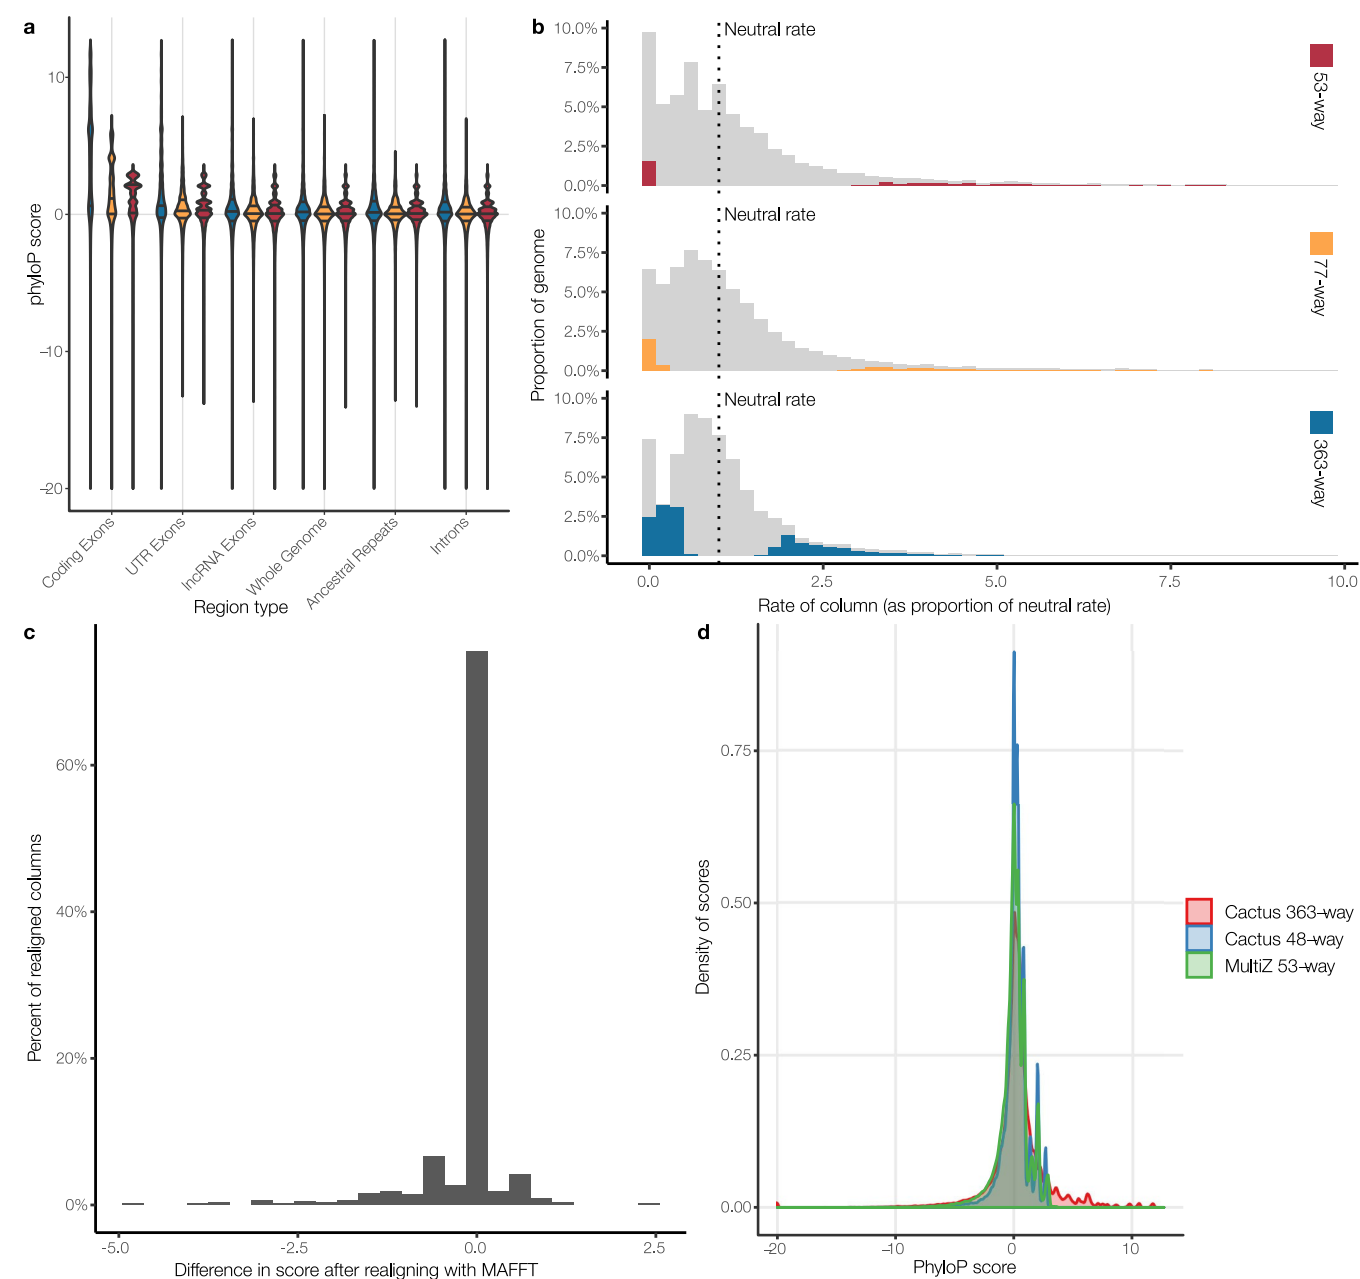 a
phyloP score
10
0
−10
−20
Coding Exons
UTR Exons
lncRNA Exons
Whole Genome
Ancestral Repeats
Introns
Region type
b
Proportion of genome
10.0%
7.5%
5.0%
2.5%
0.0%
Neutral rate
53-way
10.0%
7.5%
5.0%
2.5%
0.0%
Neutral rate
77-way
10.0%
7.5%
5.0%
2.5%
0.0%
Neutral rate
363-way
0.0
2.5
5.0
7.5
10.0
Rate of column (as proportion of neutral rate)
c
Percent of realigned columns
60%
40%
20%
0%
-5.0
-2.5
0.0
2.5
Difference in score after realigning with MAFFT
d
Density of scores
0.75
0.50
0.25
0.00
−20
−10
0
10
PhyloP score
Cactus 363−way
Cactus 48−way
MultiZ 53−way